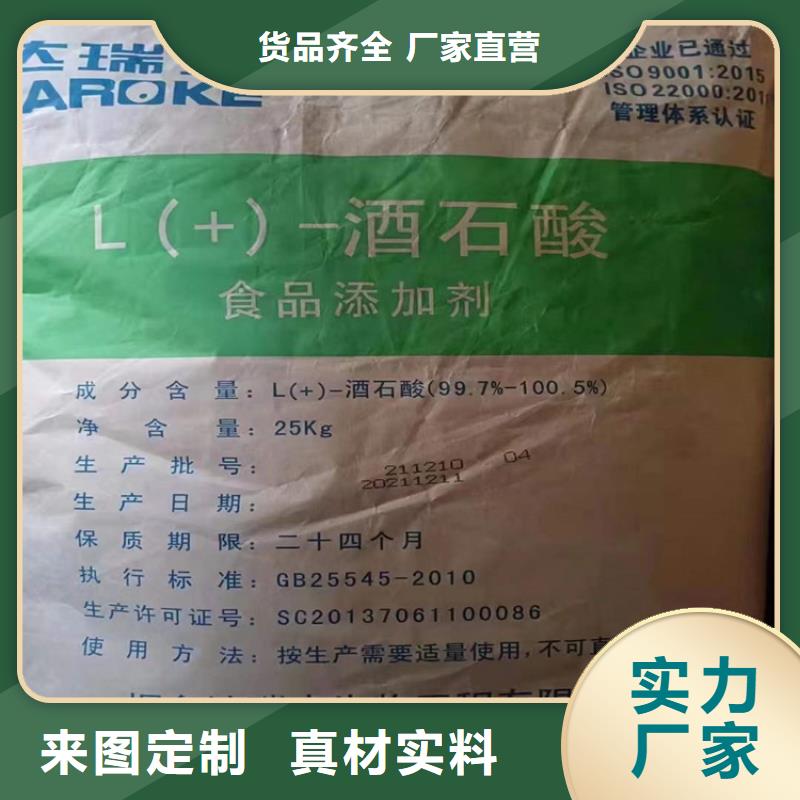 货品齐全 厂家直营
瑞
AROKE
企业已通过
ISO9001:2015
ISO22000:201
管理体系认证
L(+)-酒石酸
食品添加剂
成分含量：L(+)-酒石酸(99.7%-100.5%)
净含量：25Kg
生产批号：211210 04
生产日期：20211211
保质期限：二十四个月
执行标准：GB25545-2010
生产许可证号：SC20137061100086
使用方法：按生产需要适量使用,不可直
实力
厂家
来图定制 真材实料